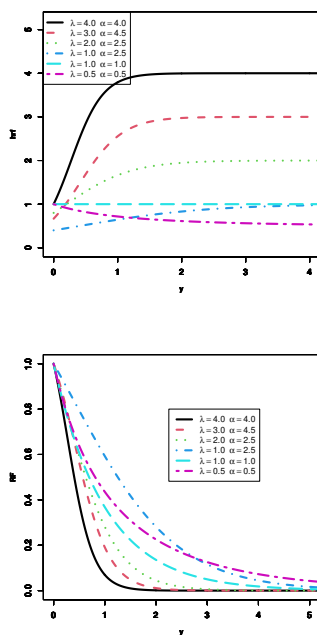 λ = 4.0 α = 4.0
λ = 3.0 α = 4.5
λ = 2.0 α = 2.5
λ = 1.0 α = 2.5
λ = 1.0 α = 1.0
λ = 0.5 α = 0.5
5
4
3
2
1
0
hrf
0 1 2 3 4
y
λ = 4.0 α = 4.0
λ = 3.0 α = 4.5
λ = 2.0 α = 2.5
λ = 1.0 α = 2.5
λ = 1.0 α = 1.0
λ = 0.5 α = 0.5
1.0
0.8
0.6
0.4
0.2
0.0
RF
0 1 2 3 4 5
y